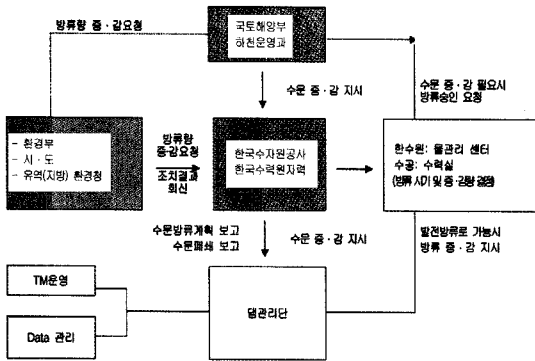 방류량 증·감요청
국토해양부
하천운영과
수문 증·감 지시
수문 증·감 필요시
방류승인 요청
- 환경부
- 시·도
- 유역(지방) 환경청
방류량
증·감요청
조치결과
회신
한국수자원공사
한국수력원자력
한수원: 물관리 센터
수공: 수력실
(방류 시기 및 증·감량 결정)
수문방류계획 보고
수문폐쇄 보고
수문 증·감 지시
발전방류로 가능시
방류 증·감 지시
TM운영
Data 관리
댐관리단